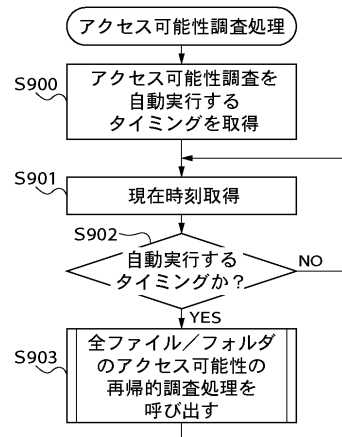 アクセス可能性調査処理
S900
アクセス可能性調査を
自動実行する
タイミングを取得
S901
現在時刻取得
S902
自動実行する
タイミングか？
NO
YES
S903
全ファイル／フォルダ
のアクセス可能性の
再帰的調査処理を
呼び出す